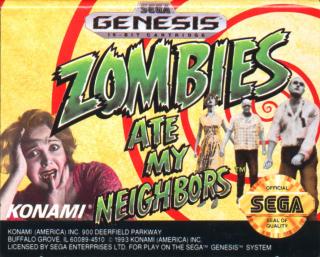 SEGA
GENESIS
16-BIT CARTRIDGE
ZOMBIES
ATE
MY
NEIGHBORS™
KONAMI®
OFFICIAL
SEGA
SEAL OF
QUALITY
KONAMI (AMERICA) INC. 900 DEERFIELD PARKWAY
BUFFALO GROVE, IL 60089-4510 © 1993 KONAMI (AMERICA) INC.
LICENSED BY SEGA ENTERPRISES LTD. FOR PLAY ON THE SEGA™ GENESIS™ SYSTEM